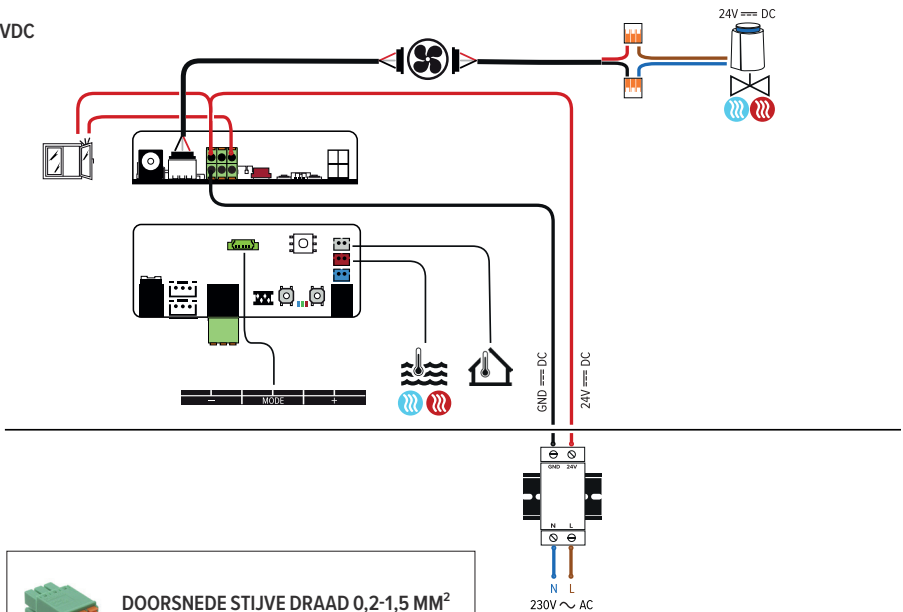 VDC
24V ⎓ DC
GND ⎓ DC
24V ⎓ DC
− MODE +
GND 24V
N L
N L
230V ~ AC
DOORSNEDE STIJVE DRAAD 0,2-1,5 MM²